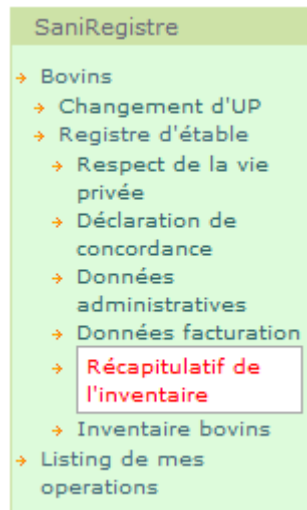 SaniRegistre
Bovins
Changement d'UP
Registre d'étable
Respect de la vie
privée
Déclaration de
concordance
Données
administratives
Données facturation
Récapitulatif de
l'inventaire
Inventaire bovins
Listing de mes
operations